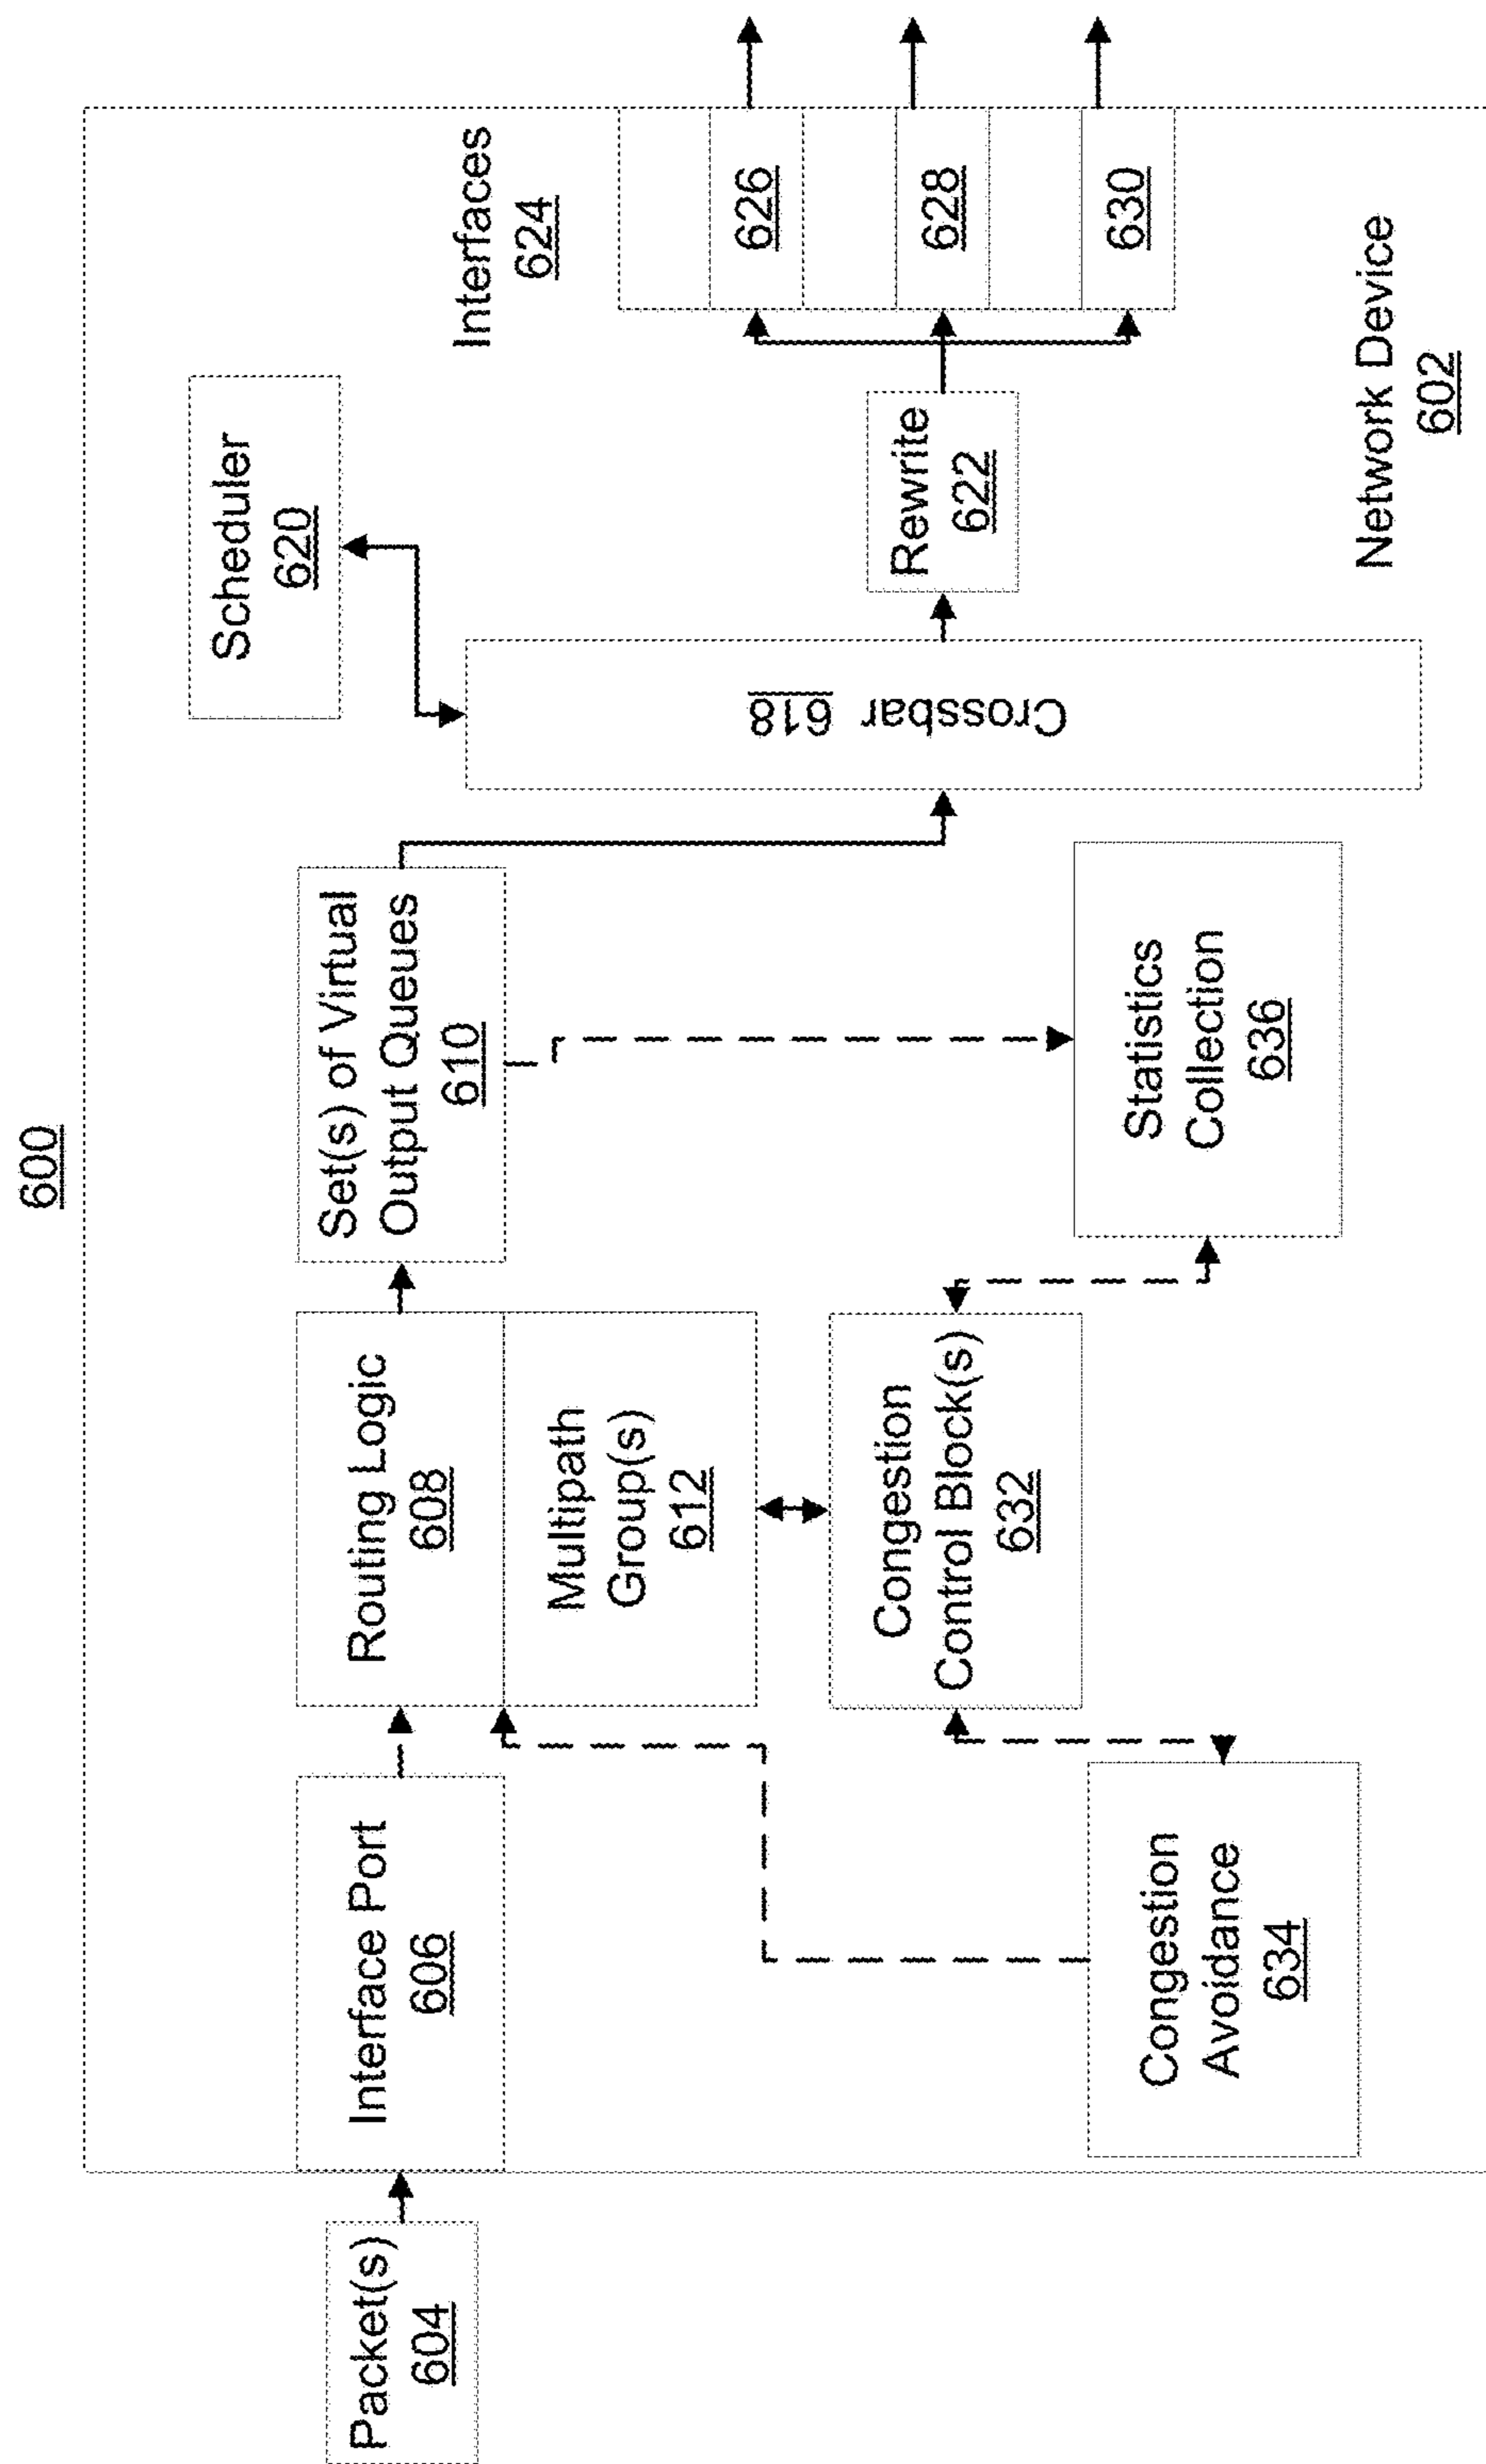 600
Packet(s)
604
Interface Port
606
Routing Logic
608
Multipath
Group(s)
612
Set(s) of Virtual
Output Queues
610
Scheduler
620
Crossbar 618
Rewrite
622
Interfaces
624
626
628
630
Congestion
Avoidance
634
Congestion
Control Block(s)
632
Statistics
Collection
636
Network Device
602